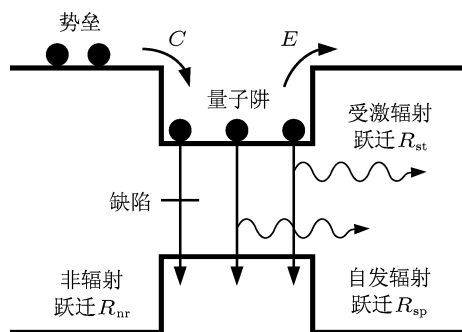 势垒
C
E
量子阱
受激辐射
跃迁 R_st
缺陷
非辐射
跃迁 R_nr
自发辐射
跃迁 R_sp